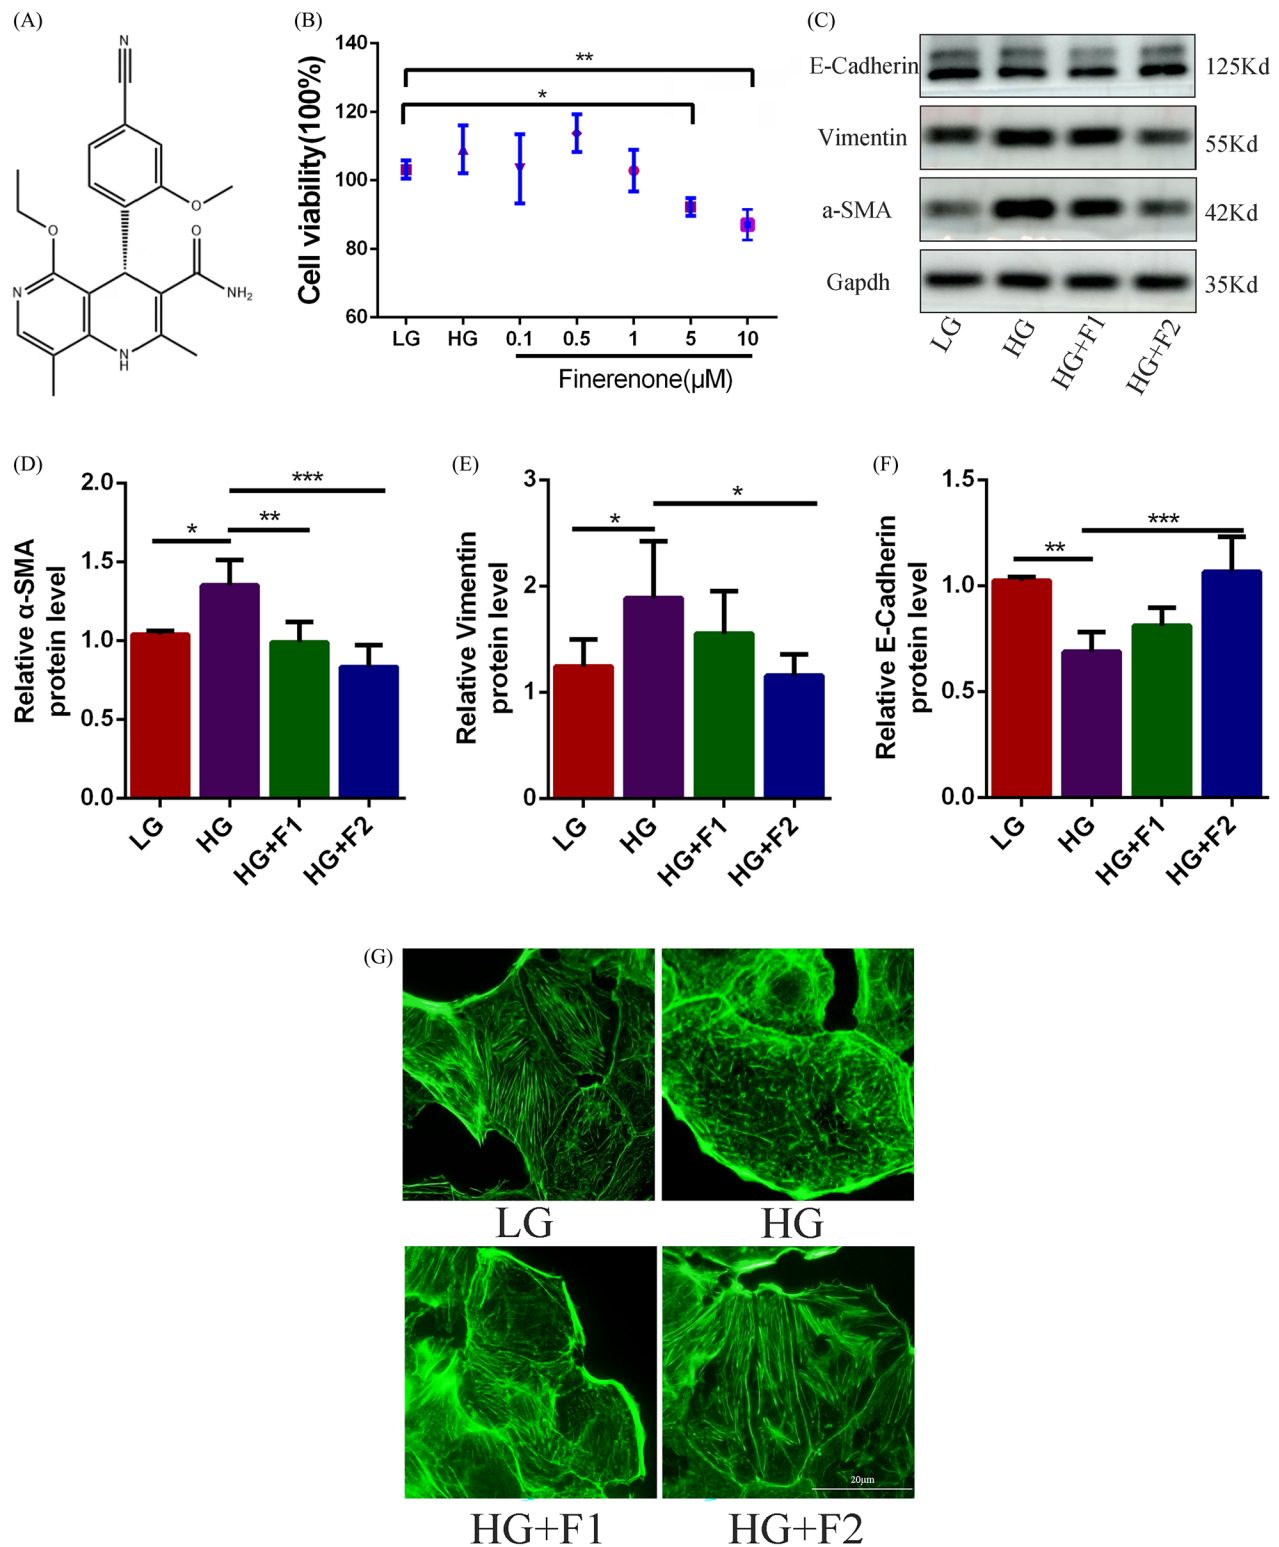 (A)
N
O
O
O
N
NH₂
N
H
(B)
Cell viability(100%)
140
120
100
80
60
**
*
LG HG 0.1 0.5 1 5 10
Finerenone(μM)
(C)
E-Cadherin 125Kd
Vimentin 55Kd
a-SMA 42Kd
Gapdh 35Kd
LG HG HG+F1 HG+F2
(D)
Relative α-SMA
protein level
2.0
1.5
1.0
0.5
0.0
***
* **
LG HG HG+F1 HG+F2
(E)
Relative Vimentin
protein level
3
2
1
0
*
*
LG HG HG+F1 HG+F2
(F)
Relative E-Cadherin
protein level
1.5
1.0
0.5
0.0
***
**
LG HG HG+F1 HG+F2
(G)
LG HG
20μm
HG+F1 HG+F2